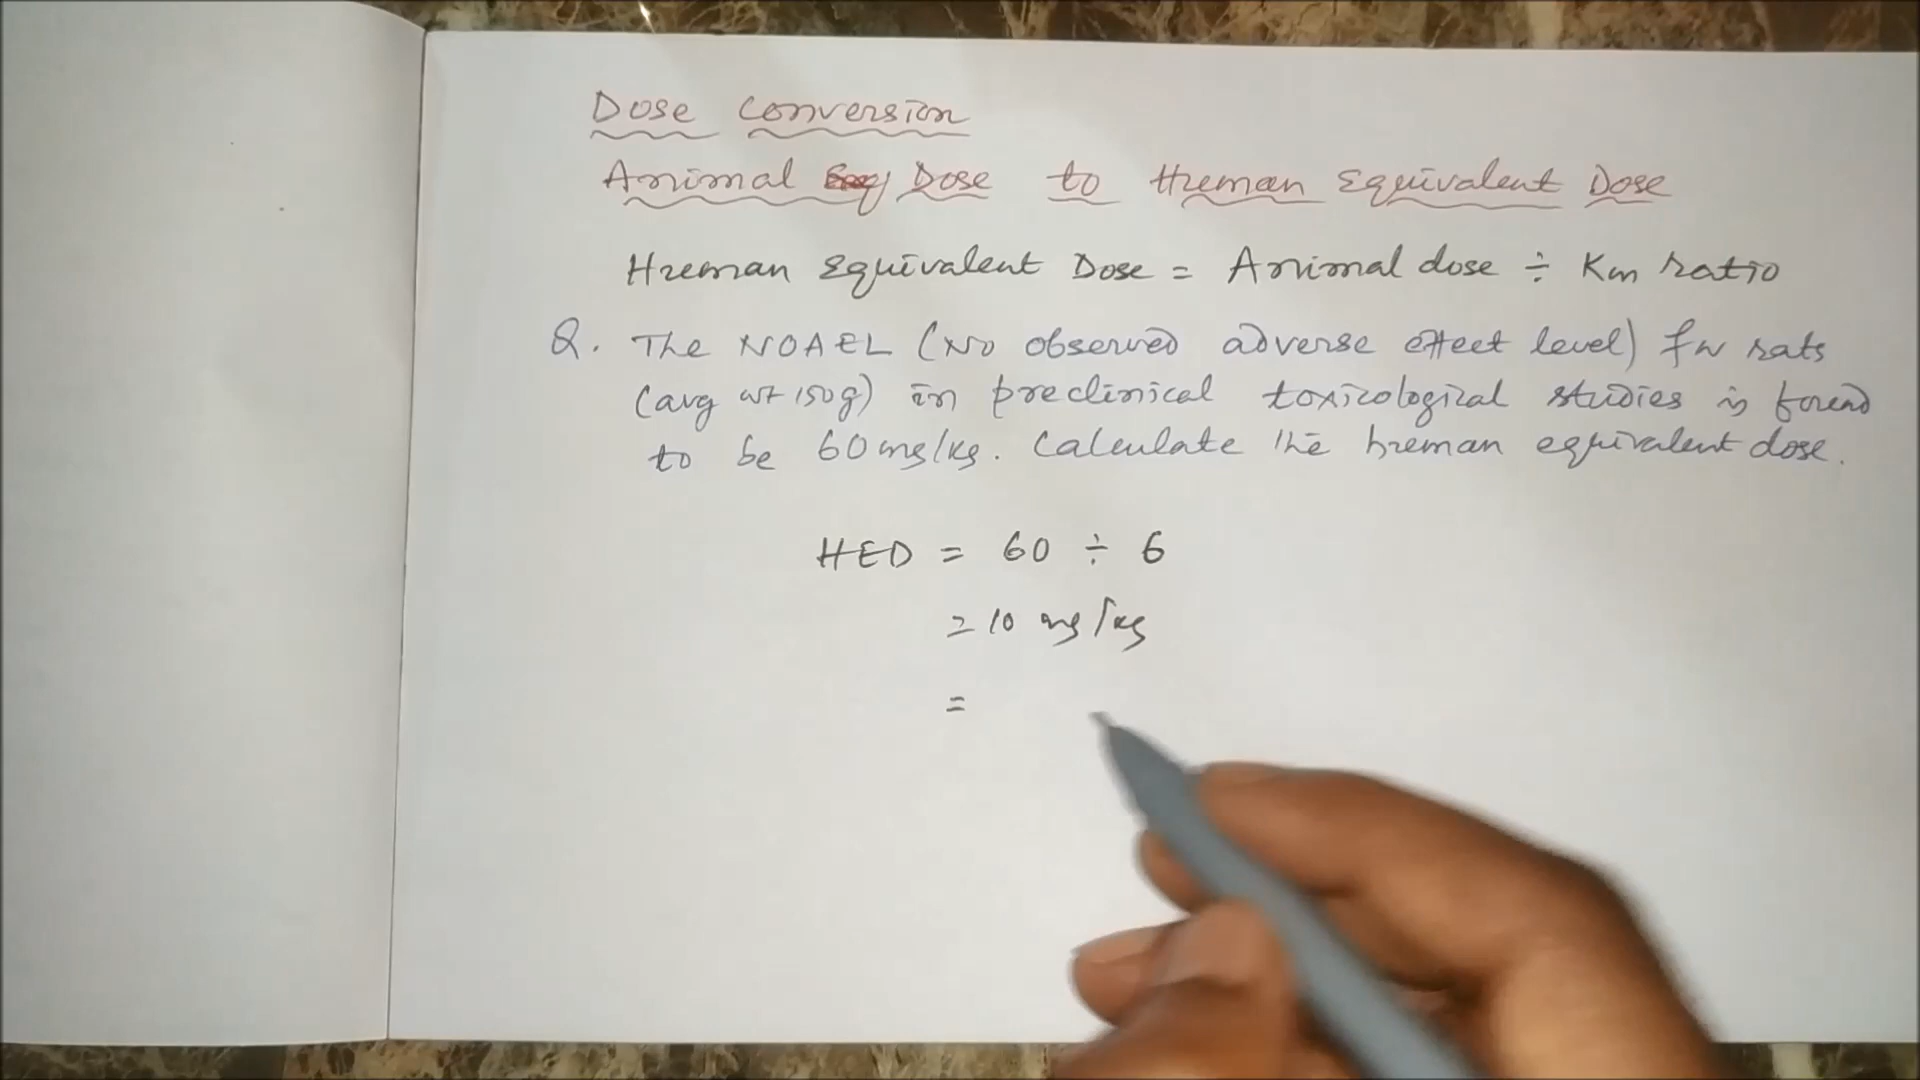 Dose Conversion
Animal Dose to Human Equivalent Dose
Human Equivalent Dose = Animal dose ÷ Km ratio
Q. The NOAEL (No observed adverse effect level) for rats
(avg wt 150g) in preclinical toxicological studies is found
to be 60 mg/kg. Calculate the human equivalent dose.
HED = 60 ÷ 6
= 10 mg/kg
=